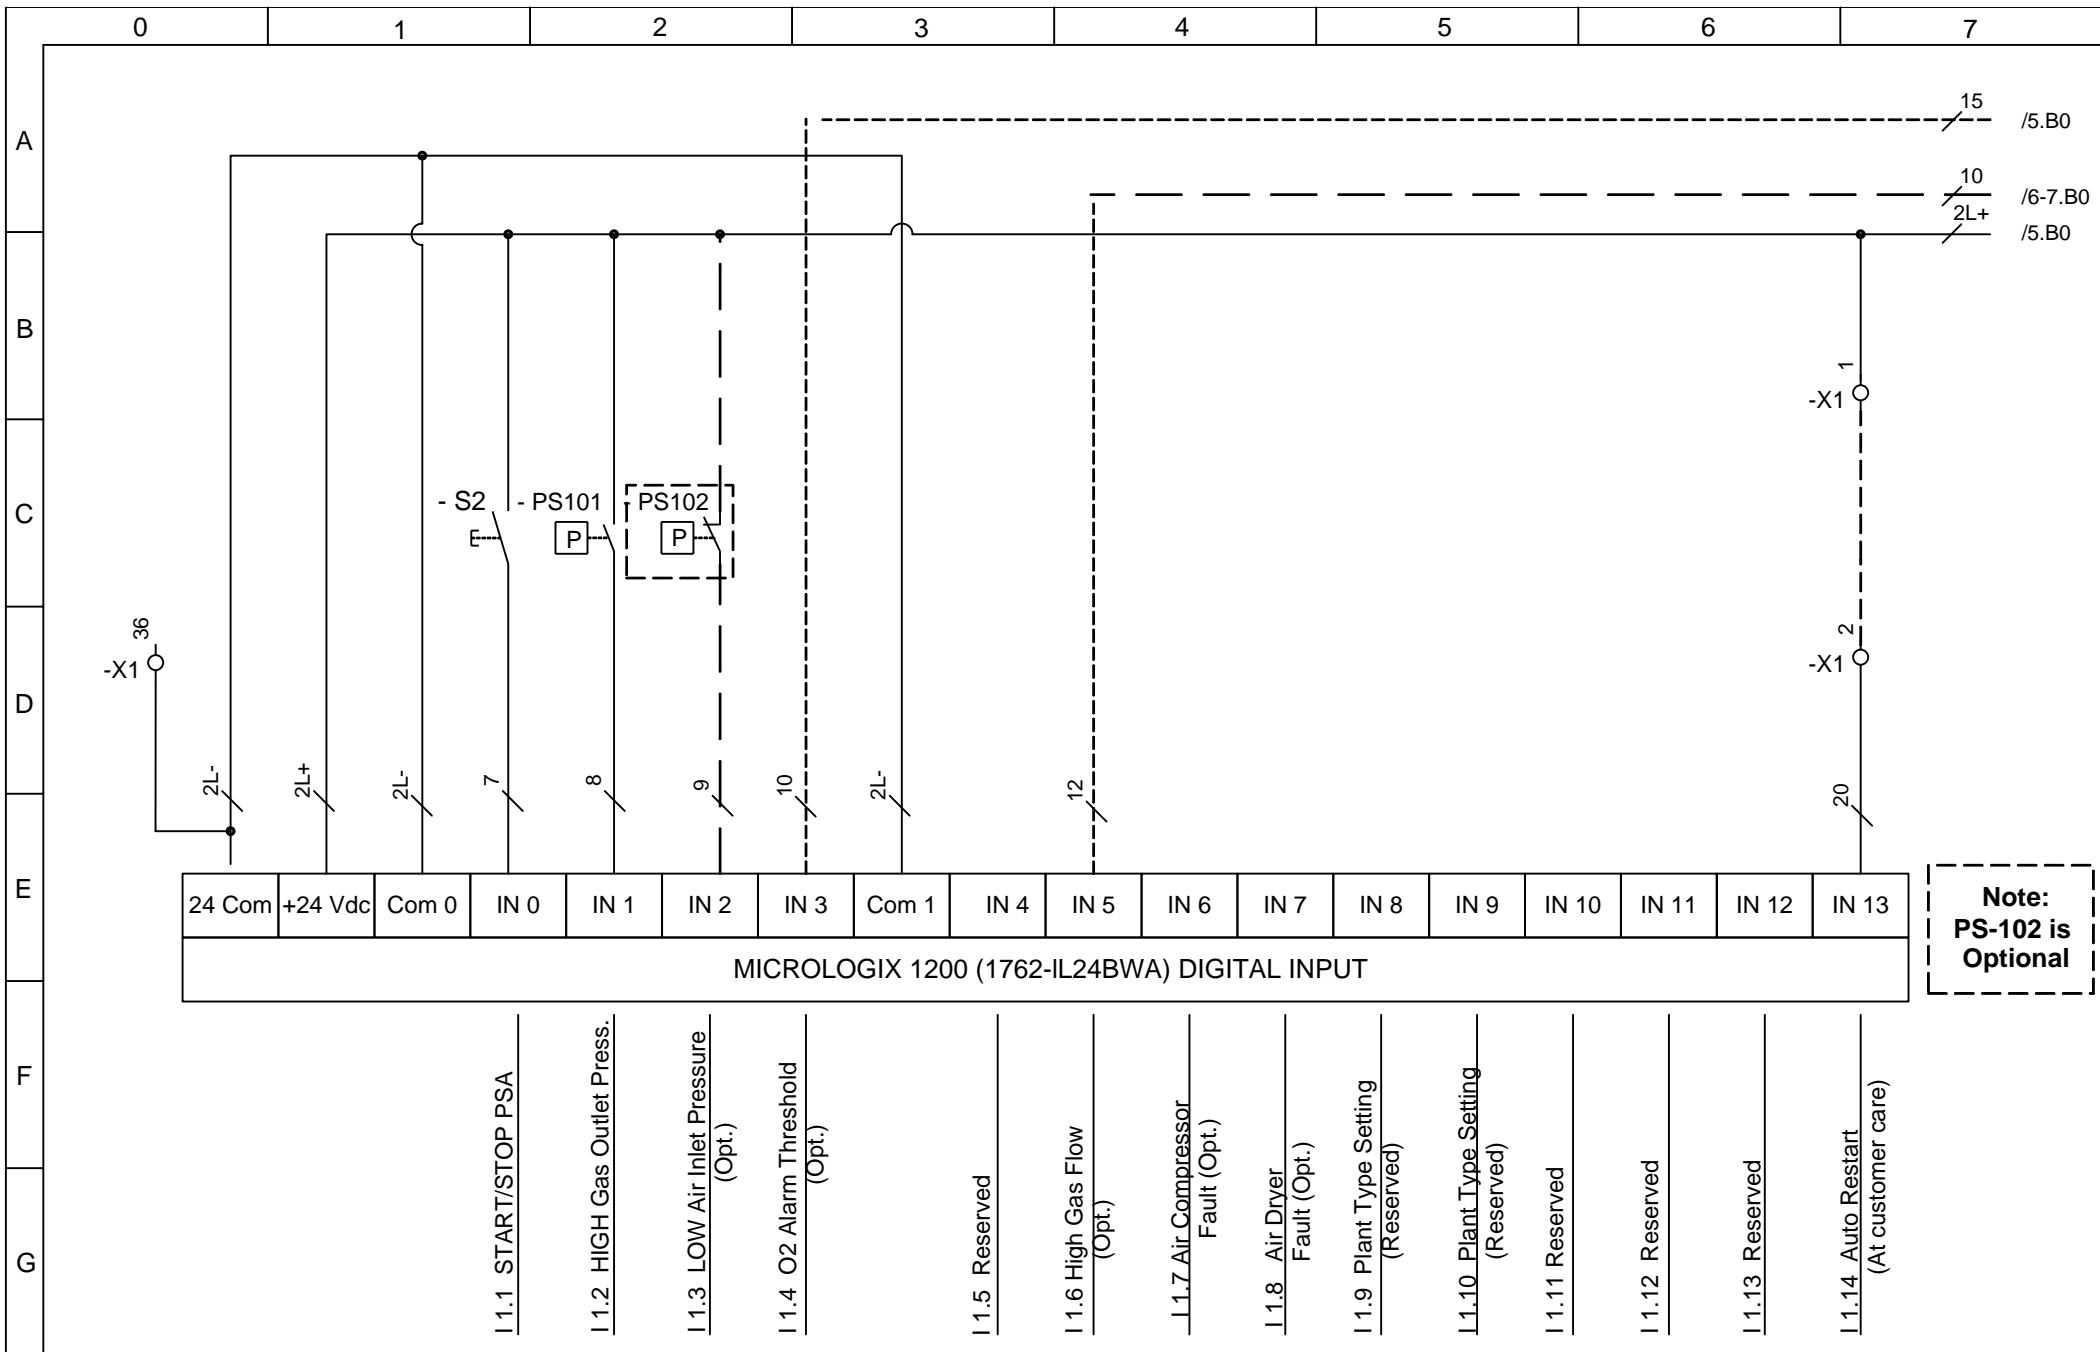 0 1 2 3 4 5 6 7
A
B
C
D
E
F
G
15
/5.B0
10
/6-7.B0
2L+
/5.B0
1
-X1
- S2
- PS101
- PS102
P
P
36
-X1
2
-X1
2L-
2L+
2L-
7
8
9
10
2L-
12
20
24 Com +24 Vdc Com 0 IN 0 IN 1 IN 2 IN 3 Com 1 IN 4 IN 5 IN 6 IN 7 IN 8 IN 9 IN 10 IN 11 IN 12 IN 13
MICROLOGIX 1200 (1762-IL24BWA) DIGITAL INPUT
Note:
PS-102 is
Optional
I 1.1 START/STOP PSA
I 1.2 HIGH Gas Outlet Press.
I 1.3 LOW Air Inlet Pressure
(Opt.)
I 1.4 O2 Alarm Threshold
(Opt.)
I 1.5 Reserved
I 1.6 High Gas Flow
(Opt.)
I 1.7 Air Compressor
Fault (Opt.)
I 1.8 Air Dryer
Fault (Opt.)
I 1.9 Plant Type Setting
(Reserved)
I 1.10 Plant Type Setting
(Reserved)
I 1.11 Reserved
I 1.12 Reserved
I 1.13 Reserved
I 1.14 Auto Restart
(At customer care)